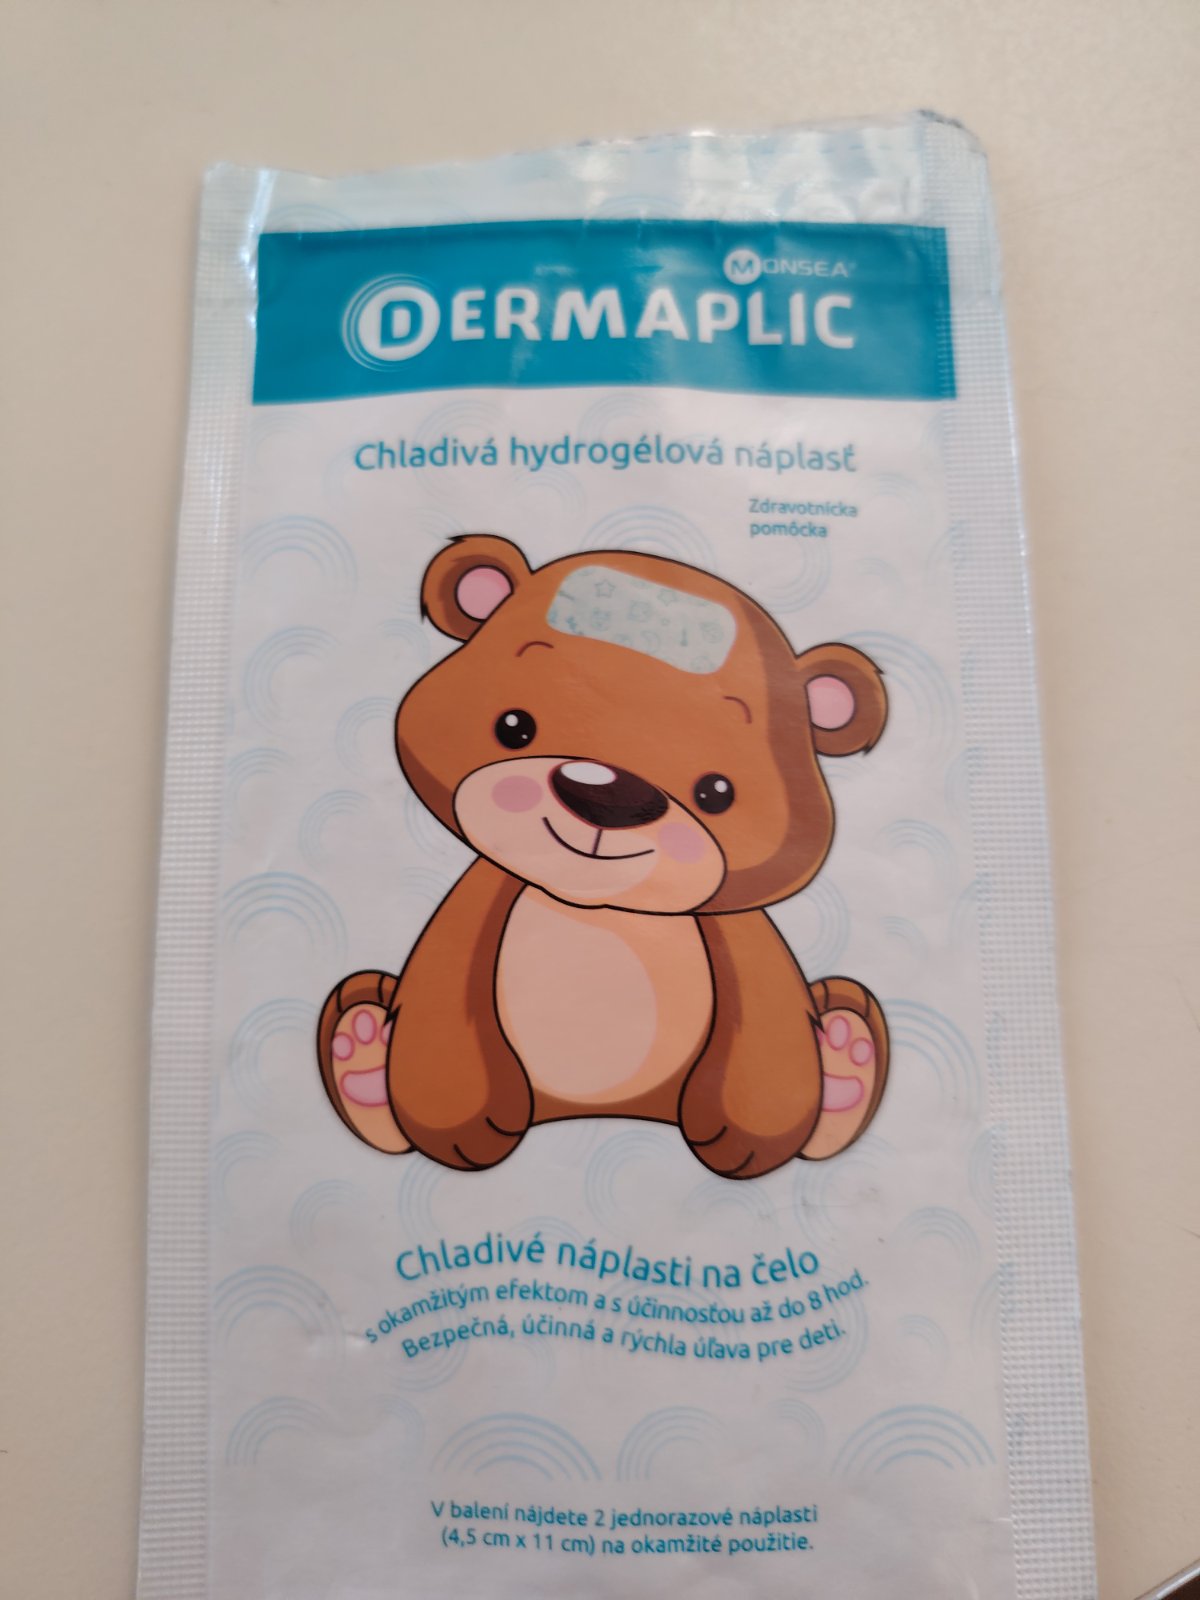 MONSEA®
DERMAPLIC
Chladivá hydrogélová náplasť
Zdravotnícka
pomôcka
Chladivé náplasti na čelo
s okamžitým efektom a s účinnosťou až do 8 hod.
Bezpečná, účinná a rýchla úľava pre deti.
V balení nájdete 2 jednorazové náplasti
(4,5 cm x 11 cm) na okamžité použitie.